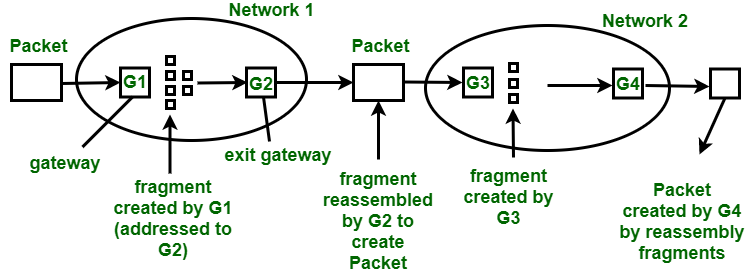 Network 1
Network 2
Packet
Packet
G1
G2
G3
G4
gateway
exit gateway
fragment
created by G1
(addressed to
G2)
fragment
reassembled
by G2 to
create
Packet
fragment
created by
G3
Packet
created by G4
by reassembly
fragments